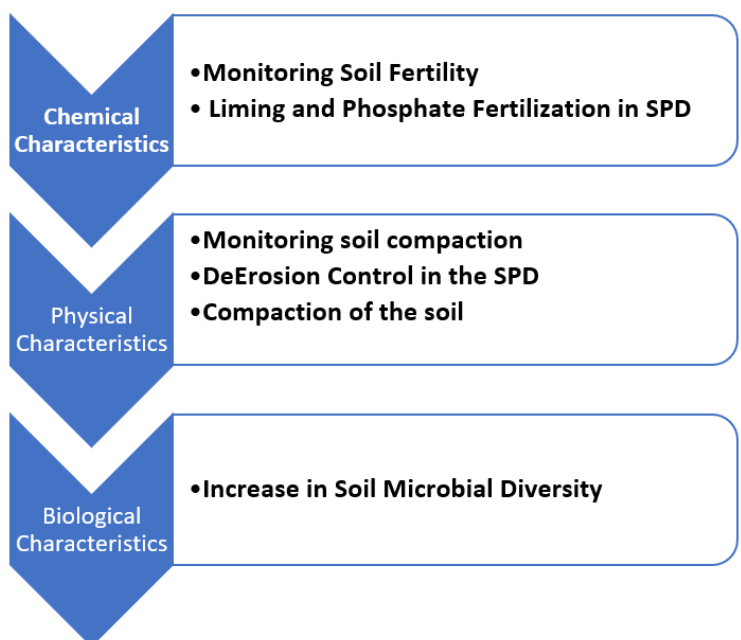 Chemical
Characteristics
•Monitoring Soil Fertility
• Liming and Phosphate Fertilization in SPD
Physical
Characteristics
•Monitoring soil compaction
•DeErosion Control in the SPD
•Compaction of the soil
Biological
Characteristics
•Increase in Soil Microbial Diversity